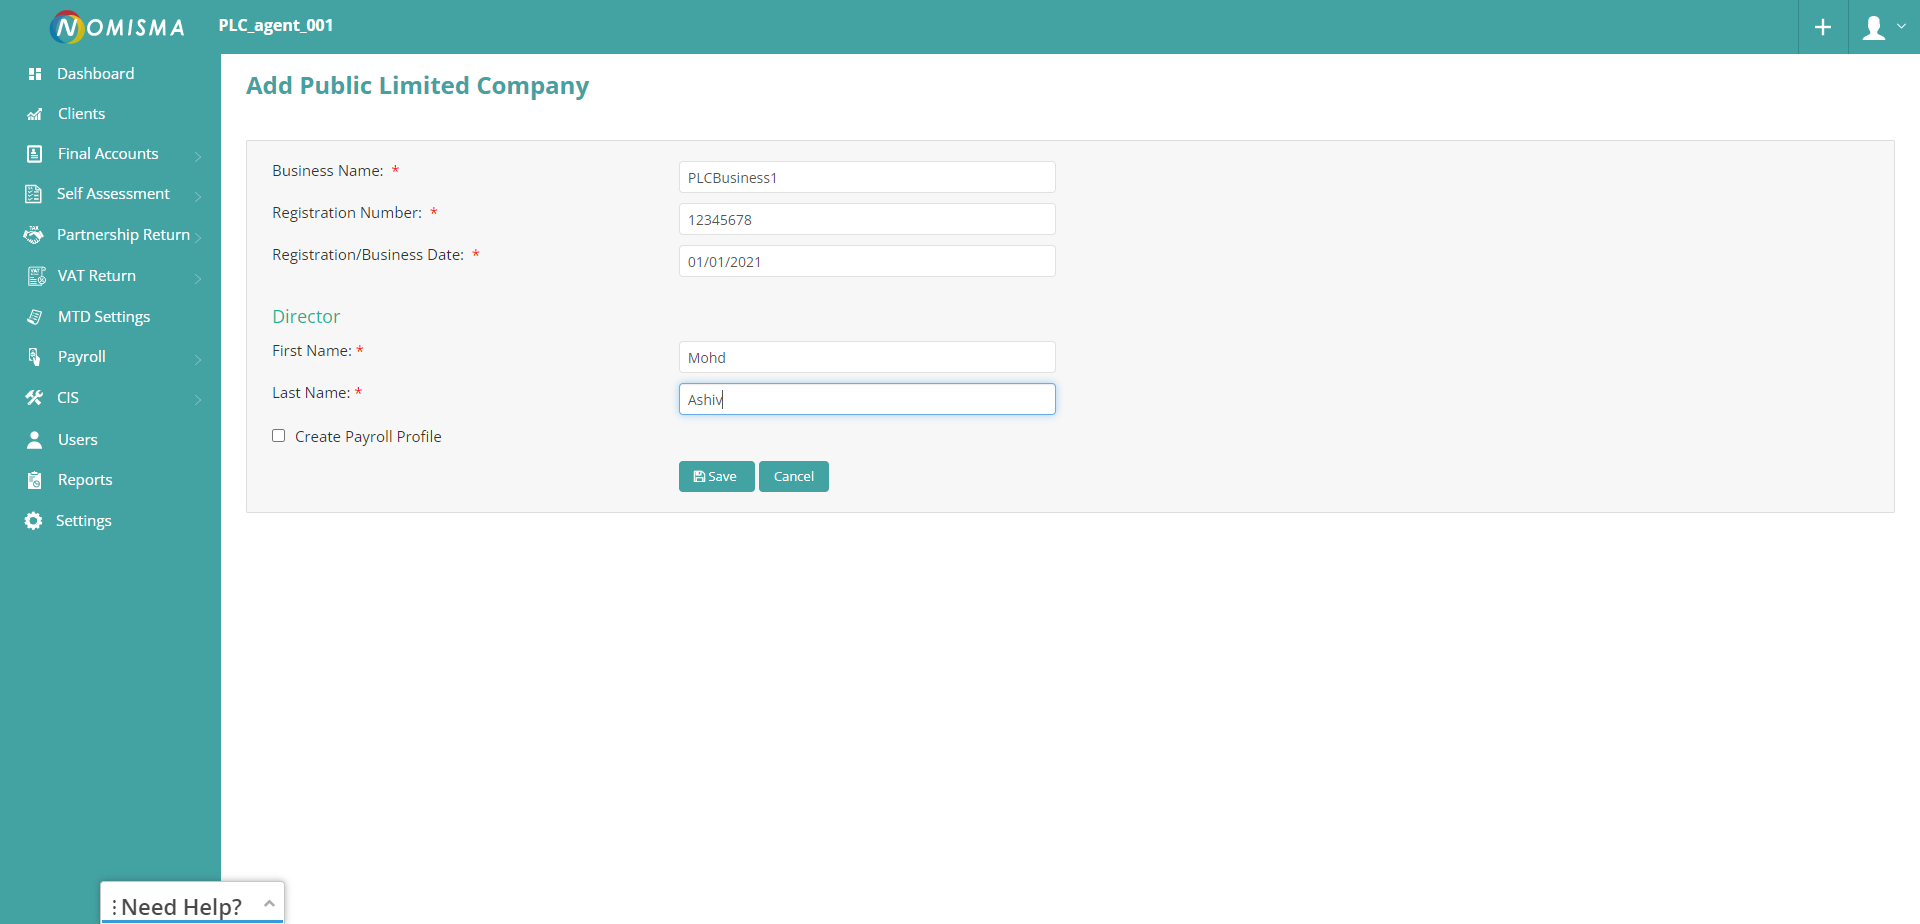 NOMISMA PLC_agent_001
Dashboard
Clients
Final Accounts
Self Assessment
Partnership Return
VAT Return
MTD Settings
Payroll
CIS
Users
Reports
Settings
Add Public Limited Company
Business Name: * PLCBusiness1
Registration Number: * 12345678
Registration/Business Date: * 01/01/2021
Director
First Name: * Mohd
Last Name: * Ashiv
Create Payroll Profile
Save Cancel
Need Help?